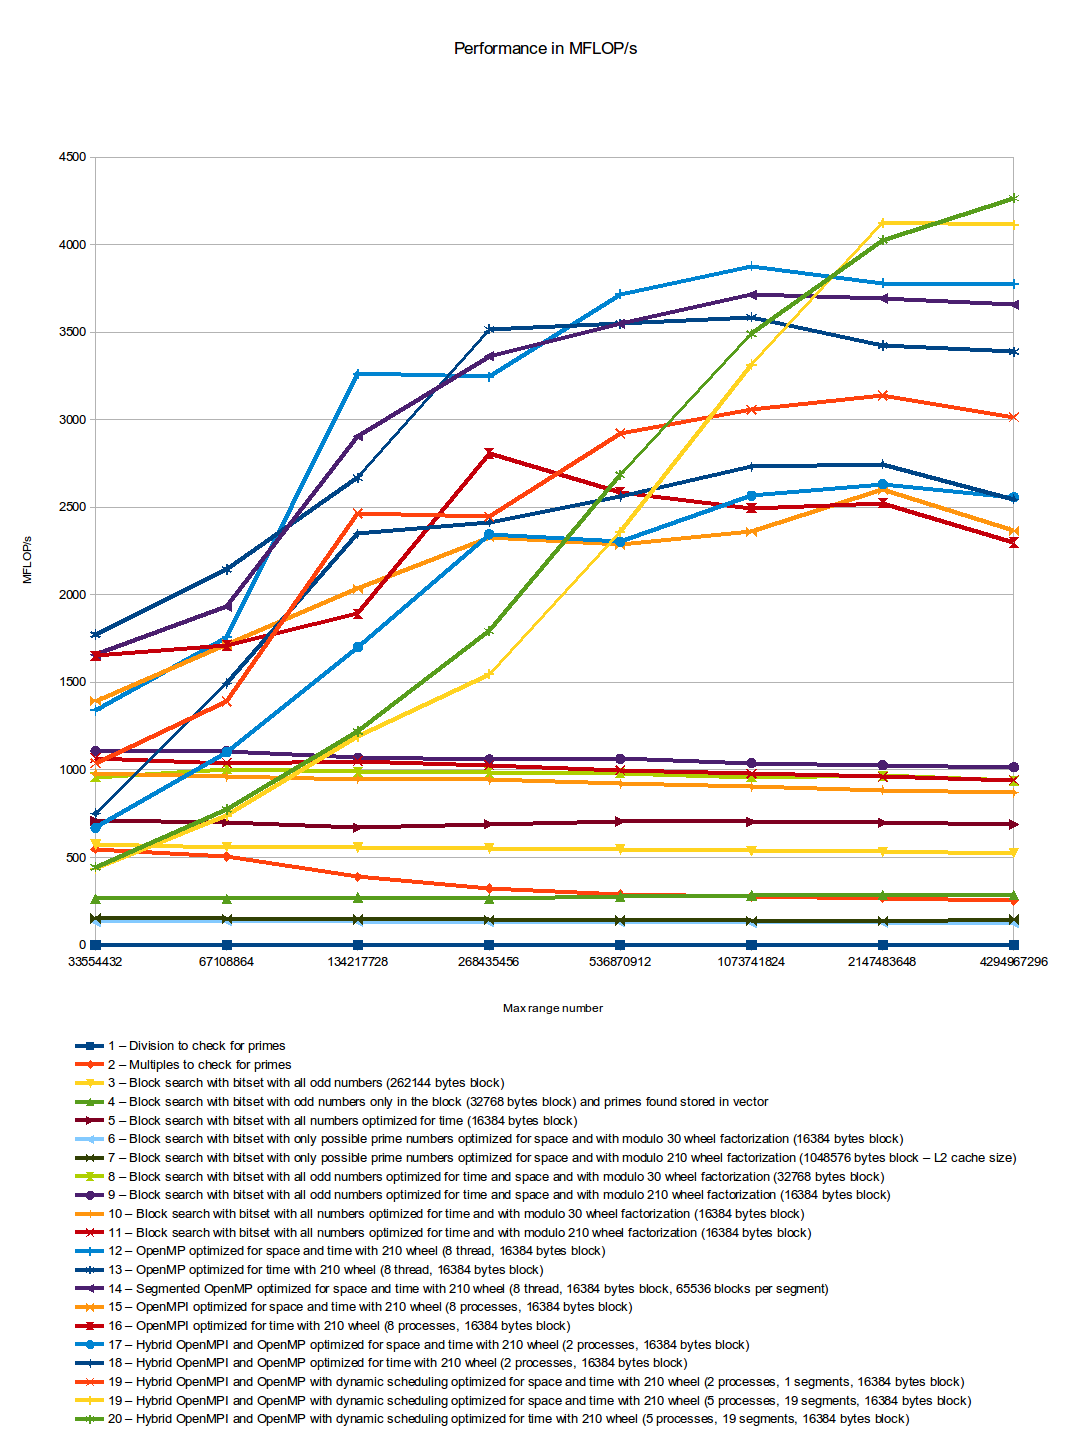 Performance in MFLOP/s
4500
4000
3500
3000
2500
MFLOP/s
2000
1500
1000
500
0
33554432 67108864 134217728 268435456 536870912 1073741824 2147483648 4294967296
Max range number
1 – Division to check for primes
2 – Multiples to check for primes
3 – Block search with bitset with all odd numbers (262144 bytes block)
4 – Block search with bitset with odd numbers only in the block (32768 bytes block) and primes found stored in vector
5 – Block search with bitset with all numbers optimized for time (16384 bytes block)
6 – Block search with bitset with only possible prime numbers optimized for space and with modulo 30 wheel factorization (16384 bytes block)
7 – Block search with bitset with only possible prime numbers optimized for space and with modulo 210 wheel factorization (1048576 bytes block – L2 cache size)
8 – Block search with bitset with all odd numbers optimized for time and space and with modulo 30 wheel factorization (32768 bytes block)
9 – Block search with bitset with all odd numbers optimized for time and space and with modulo 210 wheel factorization (16384 bytes block)
10 – Block search with bitset with all numbers optimized for time and with modulo 30 wheel factorization (16384 bytes block)
11 – Block search with bitset with all numbers optimized for time and with modulo 210 wheel factorization (16384 bytes block)
12 – OpenMP optimized for space and time with 210 wheel (8 thread, 16384 bytes block)
13 – OpenMP optimized for time with 210 wheel (8 thread, 16384 bytes block)
14 – Segmented OpenMP optimized for space and time with 210 wheel (8 thread, 16384 bytes block, 65536 blocks per segment)
15 – OpenMPI optimized for space and time with 210 wheel (8 processes, 16384 bytes block)
16 – OpenMPI optimized for time with 210 wheel (8 processes, 16384 bytes block)
17 – Hybrid OpenMPI and OpenMP optimized for space and time with 210 wheel (2 processes, 16384 bytes block)
18 – Hybrid OpenMPI and OpenMP optimized for time with 210 wheel (2 processes, 16384 bytes block)
19 – Hybrid OpenMPI and OpenMP with dynamic scheduling optimized for space and time with 210 wheel (2 processes, 1 segments, 16384 bytes block)
19 – Hybrid OpenMPI and OpenMP with dynamic scheduling optimized for space and time with 210 wheel (5 processes, 19 segments, 16384 bytes block)
20 – Hybrid OpenMPI and OpenMP with dynamic scheduling optimized for time with 210 wheel (5 processes, 19 segments, 16384 bytes block)